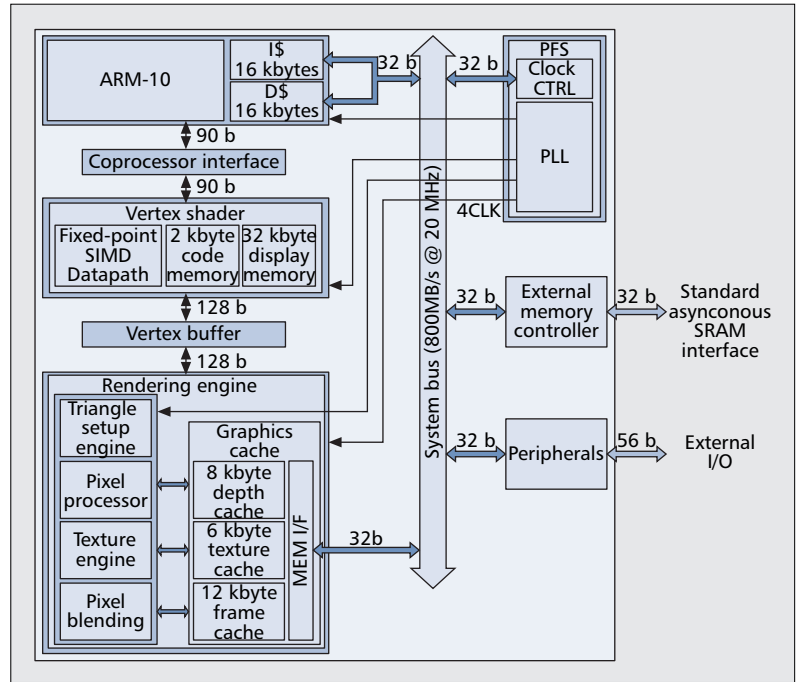 ARM-10
I$
16 kbytes
D$
16 kbytes
32 b
32 b
PFS
Clock
CTRL
PLL
4CLK
90 b
Coprocessor interface
90 b
Vertex shader
Fixed-point
SIMD
Datapath
2 kbyte
code
memory
32 kbyte
display
memory
128 b
Vertex buffer
128 b
Rendering engine
Triangle
setup
engine
Pixel
processor
Texture
engine
Pixel
blending
Graphics
cache
8 kbyte
depth
cache
6 kbyte
texture
cache
12 kbyte
frame
cache
MEM I/F
32b
System bus (800MB/s @ 20 MHz)
32 b
External
memory
controller
32 b
Standard
asynconous
SRAM
interface
32 b
Peripherals
56 b
External
I/O